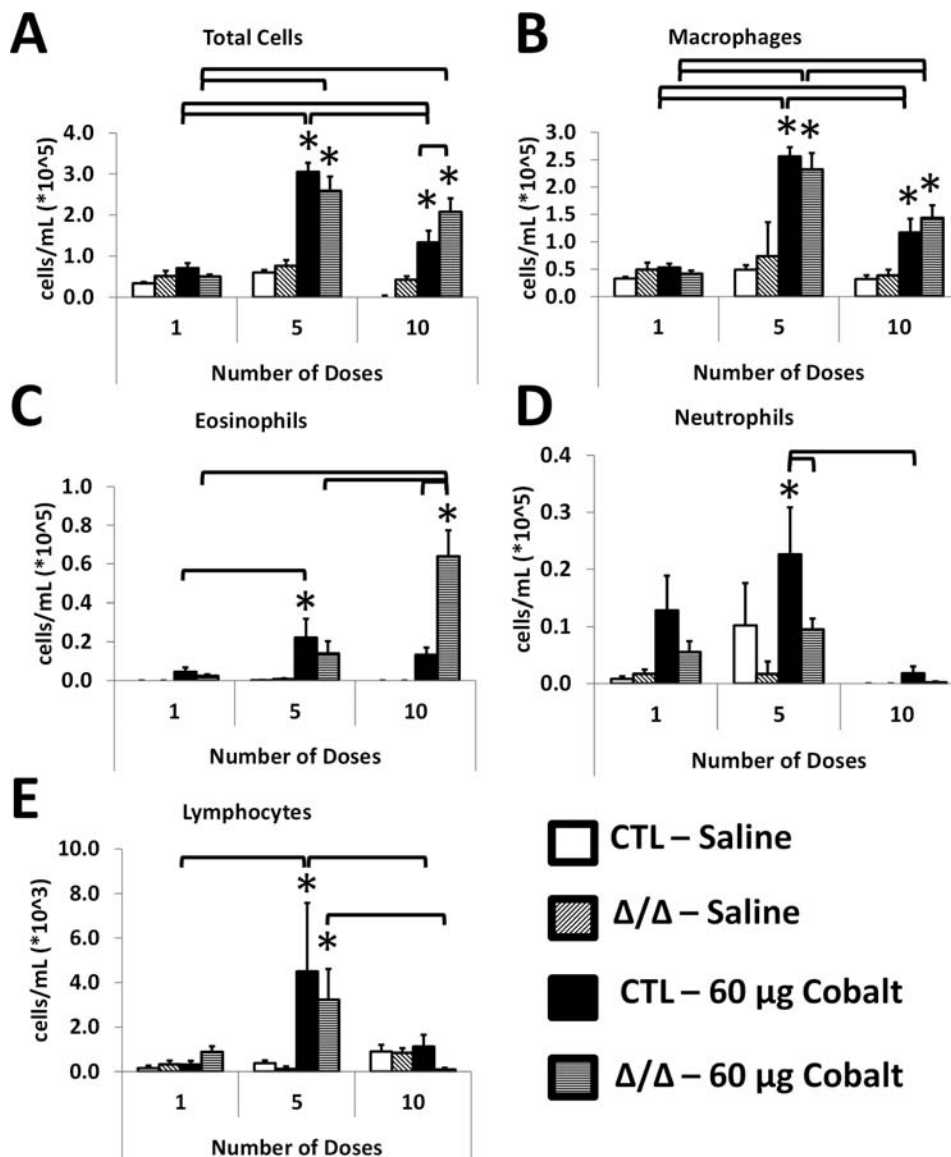 A
Total Cells
cells/mL (*10^5)
4.0
3.0
2.0
1.0
0.0
* * * *
1 5 10
Number of Doses
B
Macrophages
cells/mL (*10^5)
3.0
2.5
2.0
1.5
1.0
0.5
0.0
* * * *
1 5 10
Number of Doses
C
Eosinophils
cells/mL (*10^5)
1.0
0.8
0.6
0.4
0.2
0.0
* *
1 5 10
Number of Doses
D
Neutrophils
cells/mL (*10^5)
0.4
0.3
0.2
0.1
0.0
*
1 5 10
Number of Doses
E
Lymphocytes
cells/mL (*10^3)
10.0
8.0
6.0
4.0
2.0
0.0
* *
1 5 10
Number of Doses
CTL – Saline
Δ/Δ – Saline
CTL – 60 µg Cobalt
Δ/Δ – 60 µg Cobalt